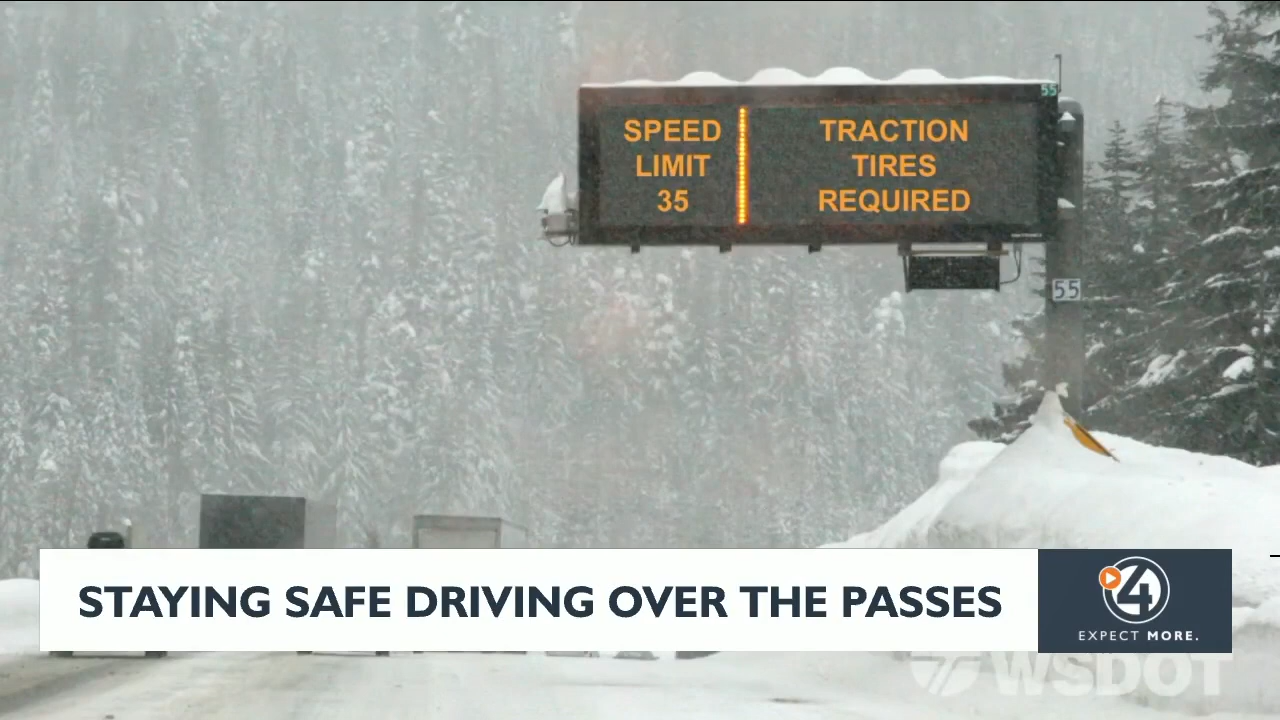 55
SPEED
LIMIT
35
TRACTION
TIRES
REQUIRED
55
STAYING SAFE DRIVING OVER THE PASSES
4
EXPECT MORE.
WSDOT